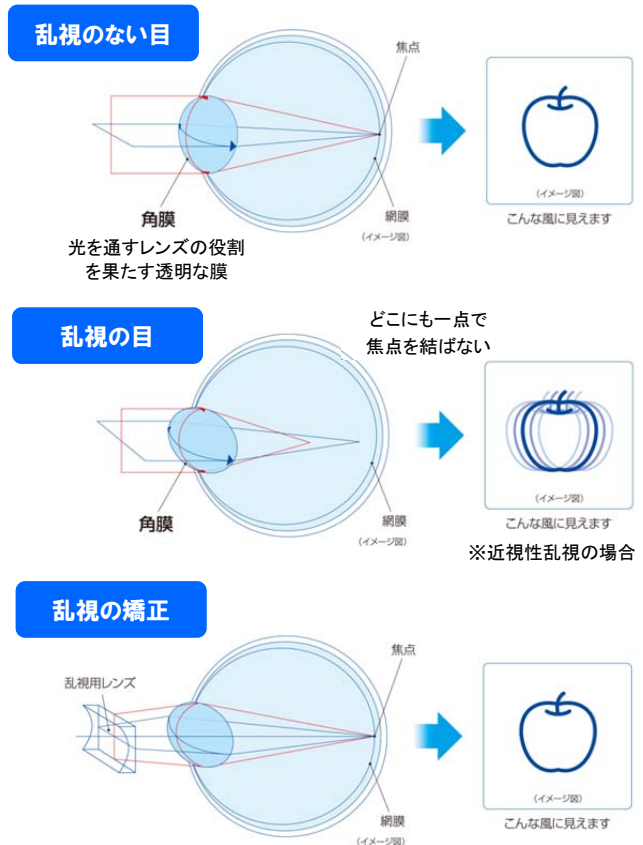 乱視のない目
焦点
角膜
光を通すレンズの役割
を果たす透明な膜
網膜
(イメージ図)
(イメージ図)
こんな風に見えます
乱視の目
どこにも一点で
焦点を結ばない
角膜
網膜
(イメージ図)
(イメージ図)
こんな風に見えます
※近視性乱視の場合
乱視の矯正
乱視用レンズ
焦点
網膜
(イメージ図)
(イメージ図)
こんな風に見えます